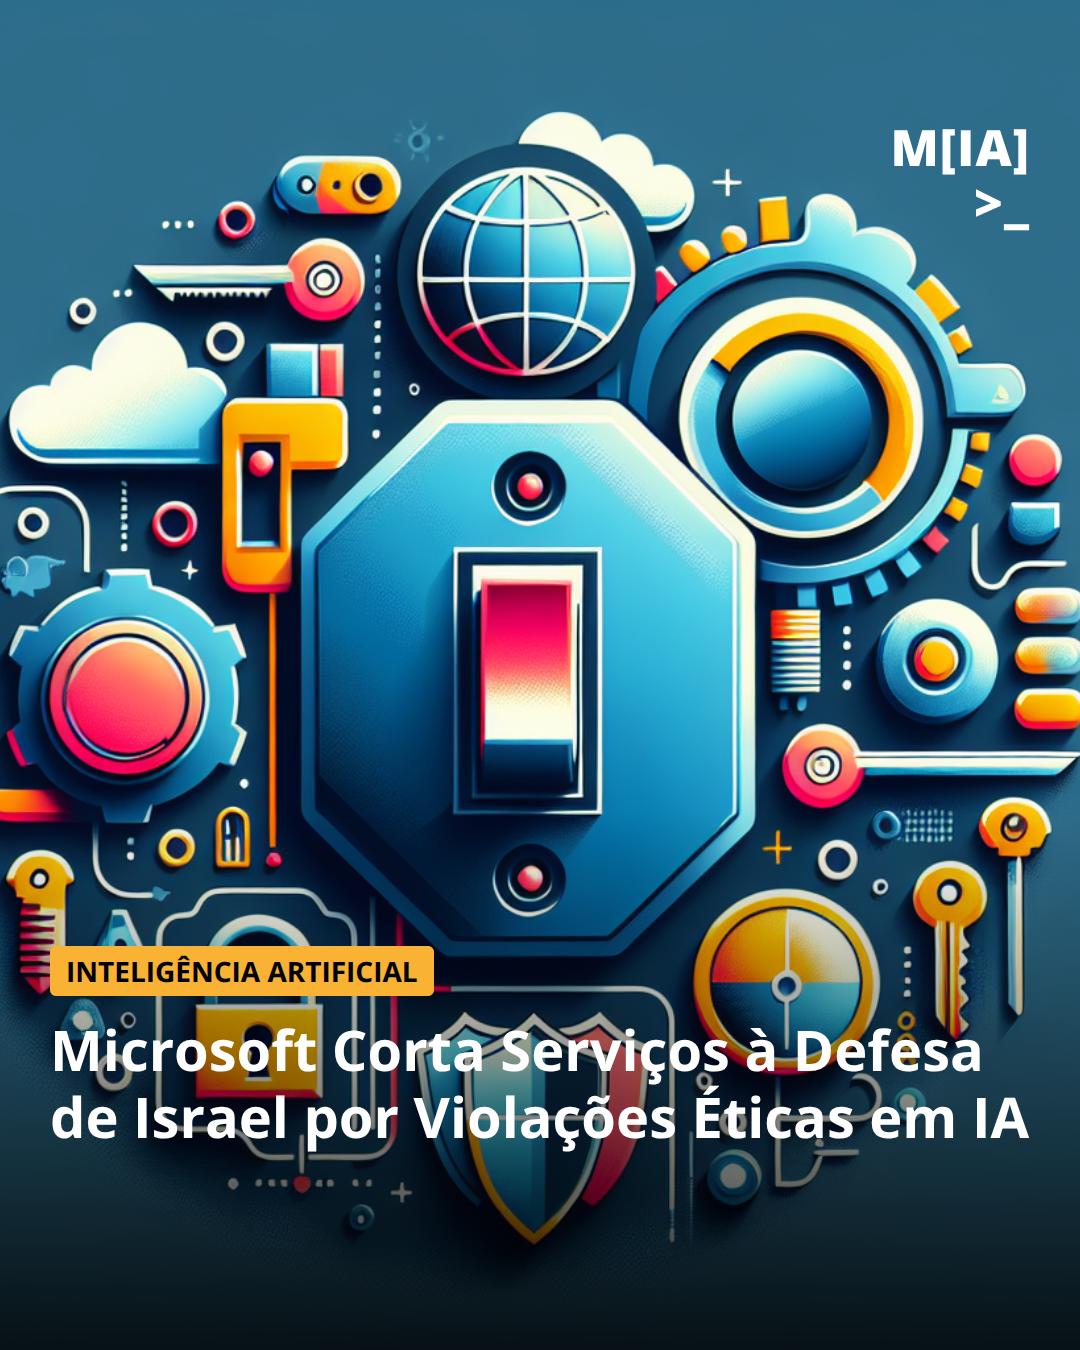 M[IA]
>_
INTELIGÊNCIA ARTIFICIAL
Microsoft Corta Serviços à Defesa
de Israel por Violações Éticas em IA